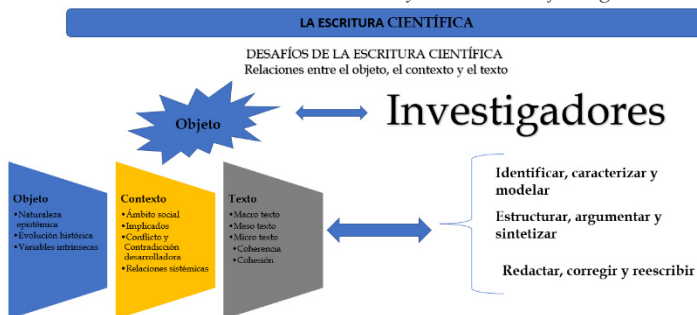 LA ESCRITURA CIENTÍFICA
DESAFÍOS DE LA ESCRITURA CIENTÍFICA
Relaciones entre el objeto, el contexto y el texto
Objeto
Investigadores
Objeto
•Naturaleza
epistémica
•Evolución histórica
•Variables intrínsecas
Contexto
•Ámbito social
•Implicados
•Conflicto y
Contradicción
desarrolladora
•Relaciones sistémicas
Texto
•Macro texto
•Meso texto
•Micro texto
•Coherencia
•Cohesión
Identificar, caracterizar y
modelar
Estructurar, argumentar y
sintetizar
Redactar, corregir y reescribir